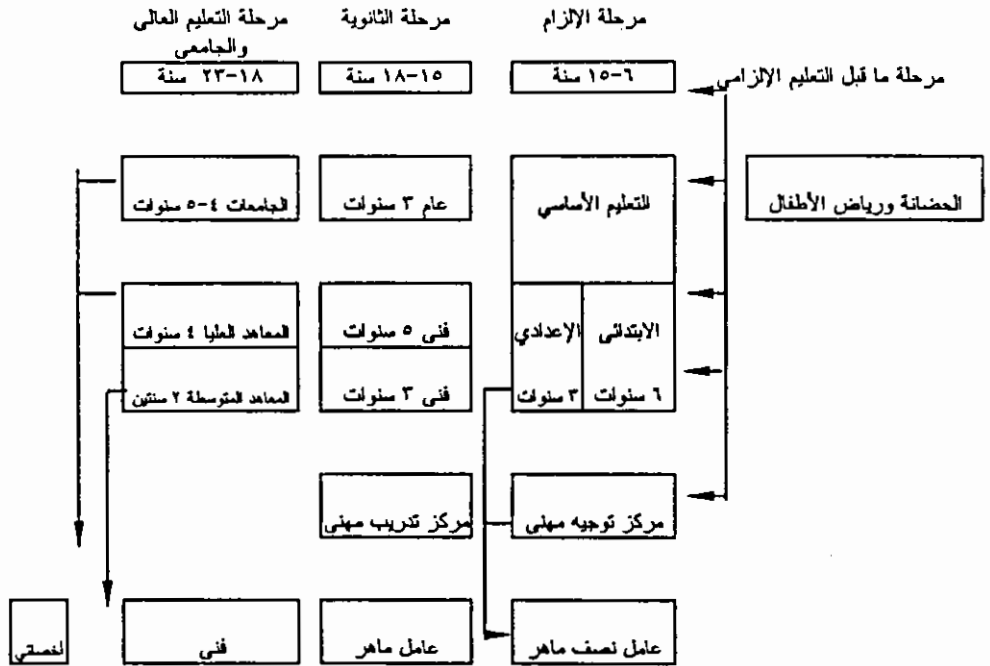 مرحلة ما قبل التعليم الإلزامي
مرحلة الإلزام
مرحلة الثانوية
مرحلة التعليم العالى
والجامعى
٦-١٥ سنة
١٥-١٨ سنة
١٨-٢٣ سنة
الحضانة ورياض الأطفال
التعليم الأساسي
عام ٣ سنوات
الجامعات ٤-٥ سنوات
الابتدائى
٦ سنوات
الإعدادي
٣ سنوات
فنى ٥ سنوات
المعاهد العليا ٤ سنوات
فنى ٣ سنوات
المعاهد المتوسطة ٢ سنتين
مركز توجيه مهنى
مركز تدريب مهنى
عامل نصف ماهر
عامل ماهر
فنى